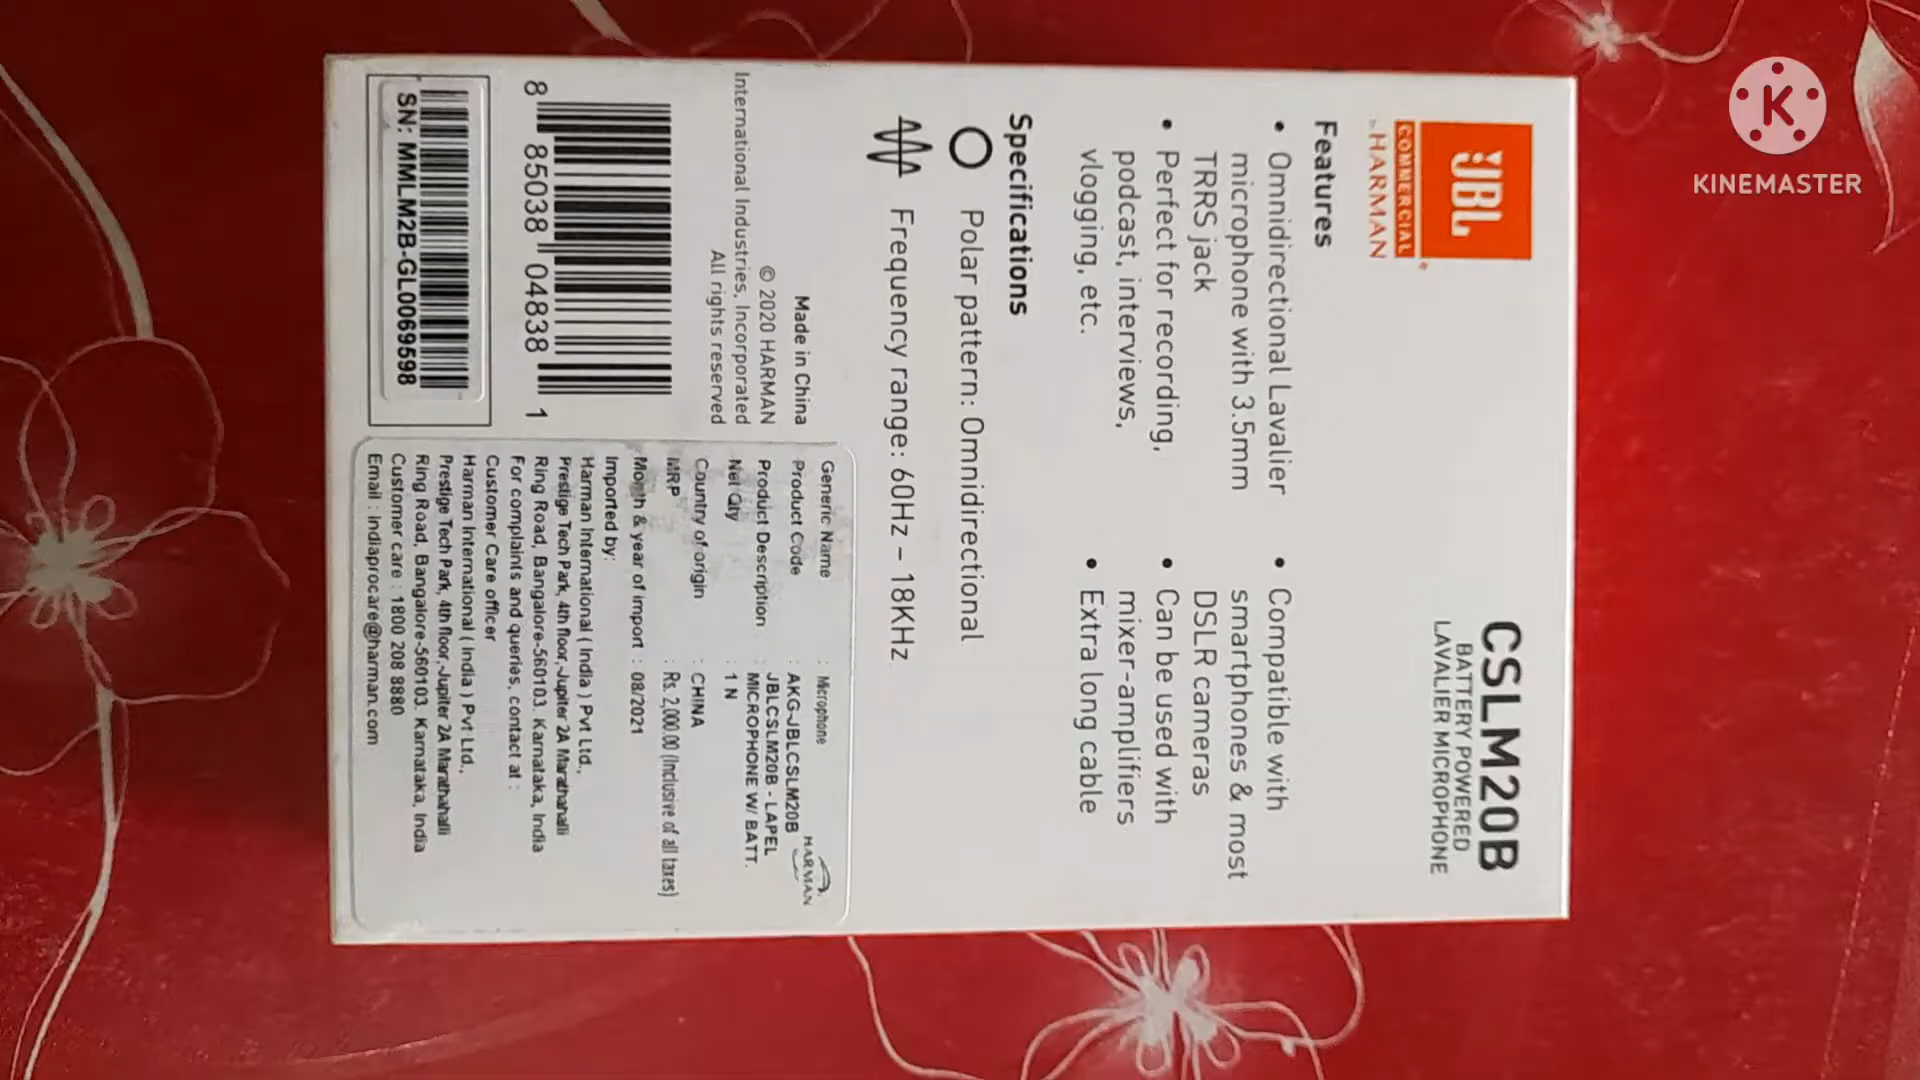 JBL
COMMERCIAL
by HARMAN
CSLM20B
BATTERY POWERED
LAVALIER MICROPHONE
Features
• Omnidirectional Lavalier
microphone with 3.5mm
TRRS jack
• Perfect for recording,
podcast, interviews,
vlogging, etc.
• Compatible with
smartphones & most
DSLR cameras
• Can be used with
mixer-amplifiers
• Extra long cable
Specifications
Polar pattern: Omnidirectional
Frequency range: 60Hz – 18KHz
Made in China
© 2020 HARMAN
International Industries, Incorporated
All rights reserved
8 85038 04838 1
SN: MMLM2B-GL0069598
HARMAN
Generic Name : Microphone
Product Code : AKG-JBLCSLM20B
Product Description : JBLCSLM20B - LAPEL
MICROPHONE W/ BATT.
Net Qty : 1 N
Country of origin : CHINA
MRP : Rs. 2,000.00 (Inclusive of all taxes)
Month & year of import : 08/2021
Imported by:
Harman International ( India ) Pvt Ltd.,
Prestige Tech Park, 4th floor,-Jupiter 2A Marathahalli
Ring Road, Bangalore-560103. Karnataka, India
For complaints and queries, contact at :
Customer Care officer
Harman International ( India ) Pvt Ltd.,
Prestige Tech Park, 4th floor,-Jupiter 2A Marathahalli
Ring Road, Bangalore-560103. Karnataka, India
Customer care : 1800 208 8880
Email : indiaprocare@harman.com
KINEMASTER